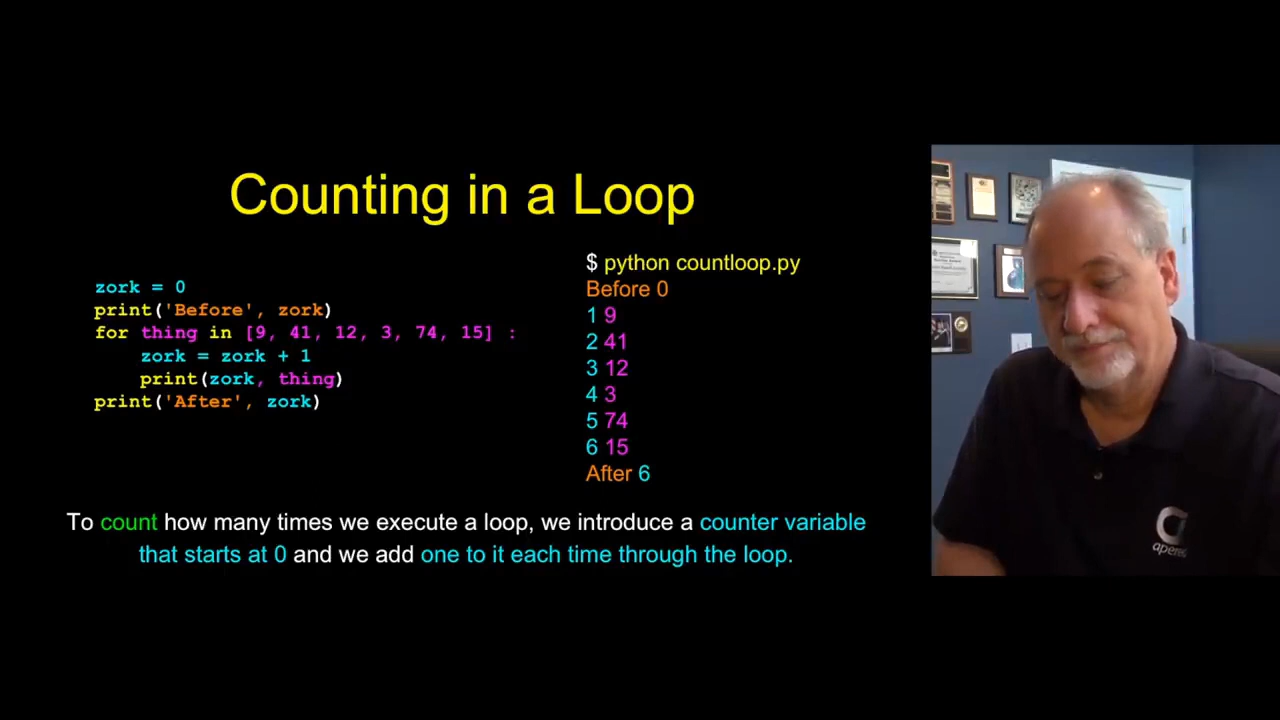 Counting in a Loop
zork = 0
print('Before', zork)
for thing in [9, 41, 12, 3, 74, 15] :
    zork = zork + 1
    print(zork, thing)
print('After', zork)
$ python countloop.py
Before 0
1 9
2 41
3 12
4 3
5 74
6 15
After 6
To count how many times we execute a loop, we introduce a counter variable
that starts at 0 and we add one to it each time through the loop.